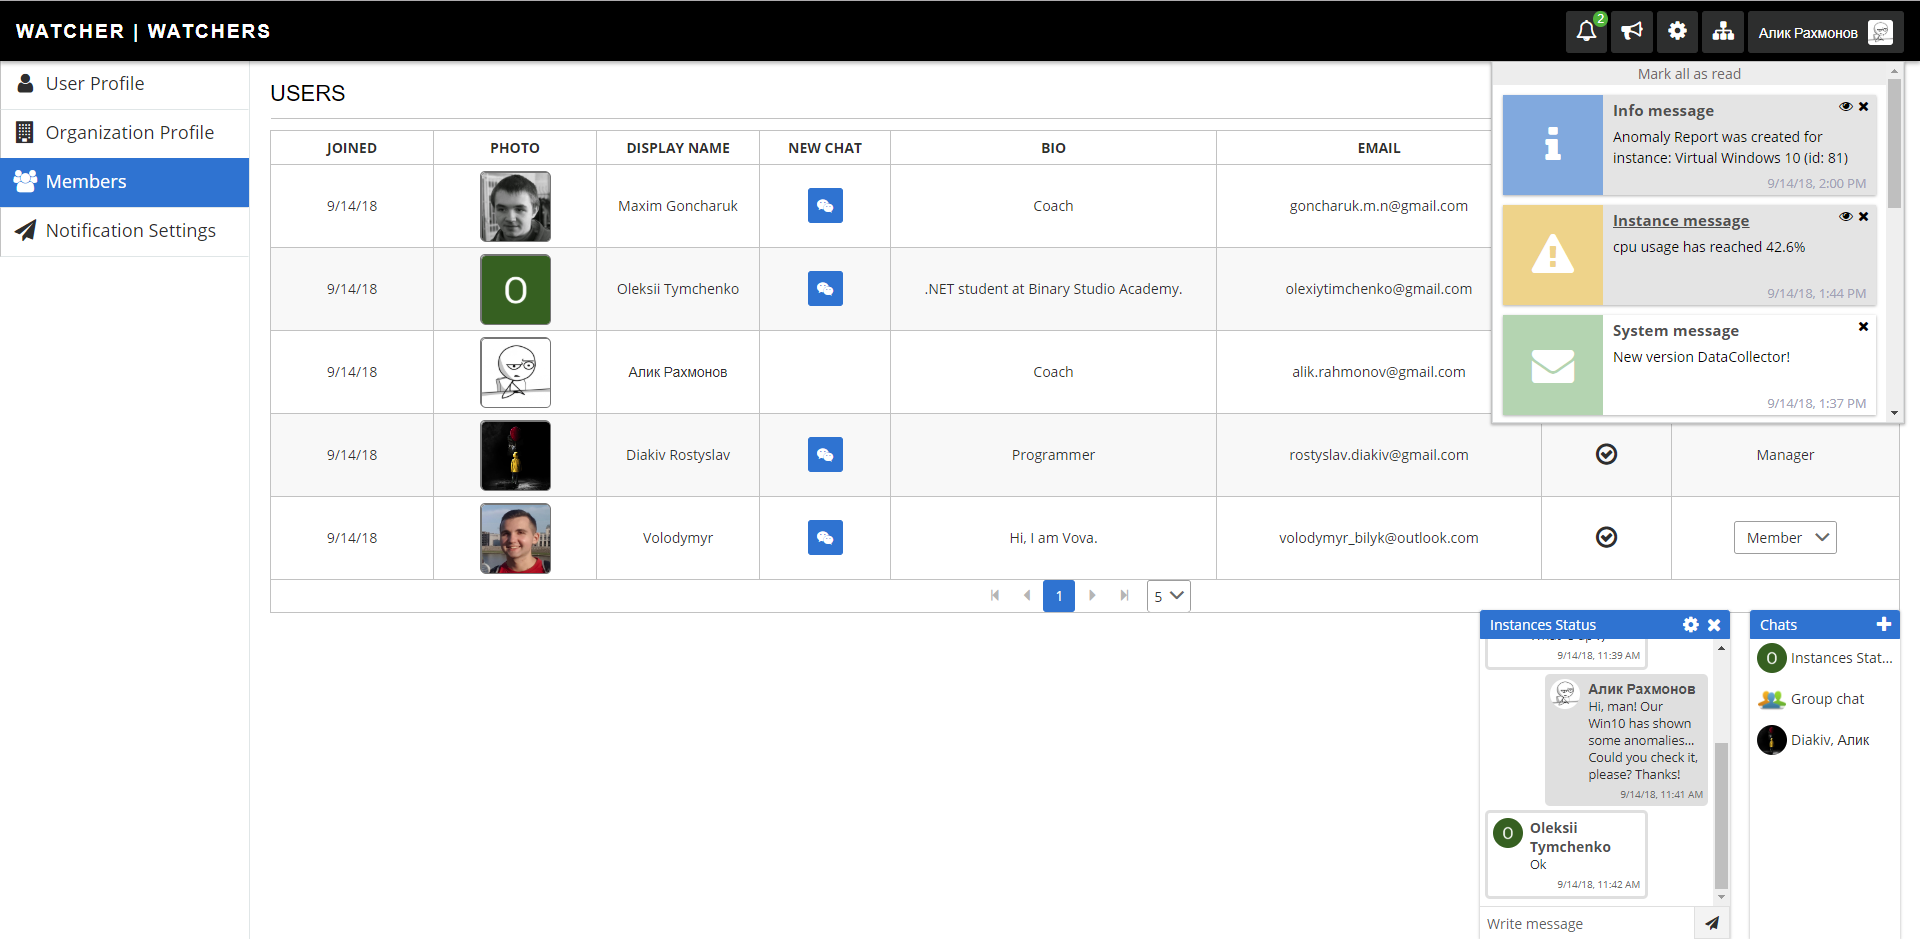 WATCHER | WATCHERS
2
Алик Рахмонов
User Profile
Organization Profile
Members
Notification Settings
USERS
JOINED PHOTO DISPLAY NAME NEW CHAT BIO EMAIL
9/14/18 Maxim Goncharuk Coach goncharuk.m.n@gmail.com
9/14/18 O Oleksii Tymchenko .NET student at Binary Studio Academy. olexiytimchenko@gmail.com
9/14/18 Алик Рахмонов Coach alik.rahmonov@gmail.com
9/14/18 Diakiv Rostyslav Programmer rostyslav.diakiv@gmail.com Manager
9/14/18 Volodymyr Hi, I am Vova. volodymyr_bilyk@outlook.com Member
1 5
Mark all as read
Info message
Anomaly Report was created for
instance: Virtual Windows 10 (id: 81)
9/14/18, 2:00 PM
Instance message
cpu usage has reached 42.6%
9/14/18, 1:44 PM
System message
New version DataCollector!
9/14/18, 1:37 PM
Instances Status
9/14/18, 11:39 AM
Алик Рахмонов
Hi, man! Our
Win10 has shown
some anomalies...
Could you check it,
please? Thanks!
9/14/18, 11:41 AM
O Oleksii
Tymchenko
Ok
9/14/18, 11:42 AM
Write message
Chats
O Instances Stat...
Group chat
Diakiv, Алик